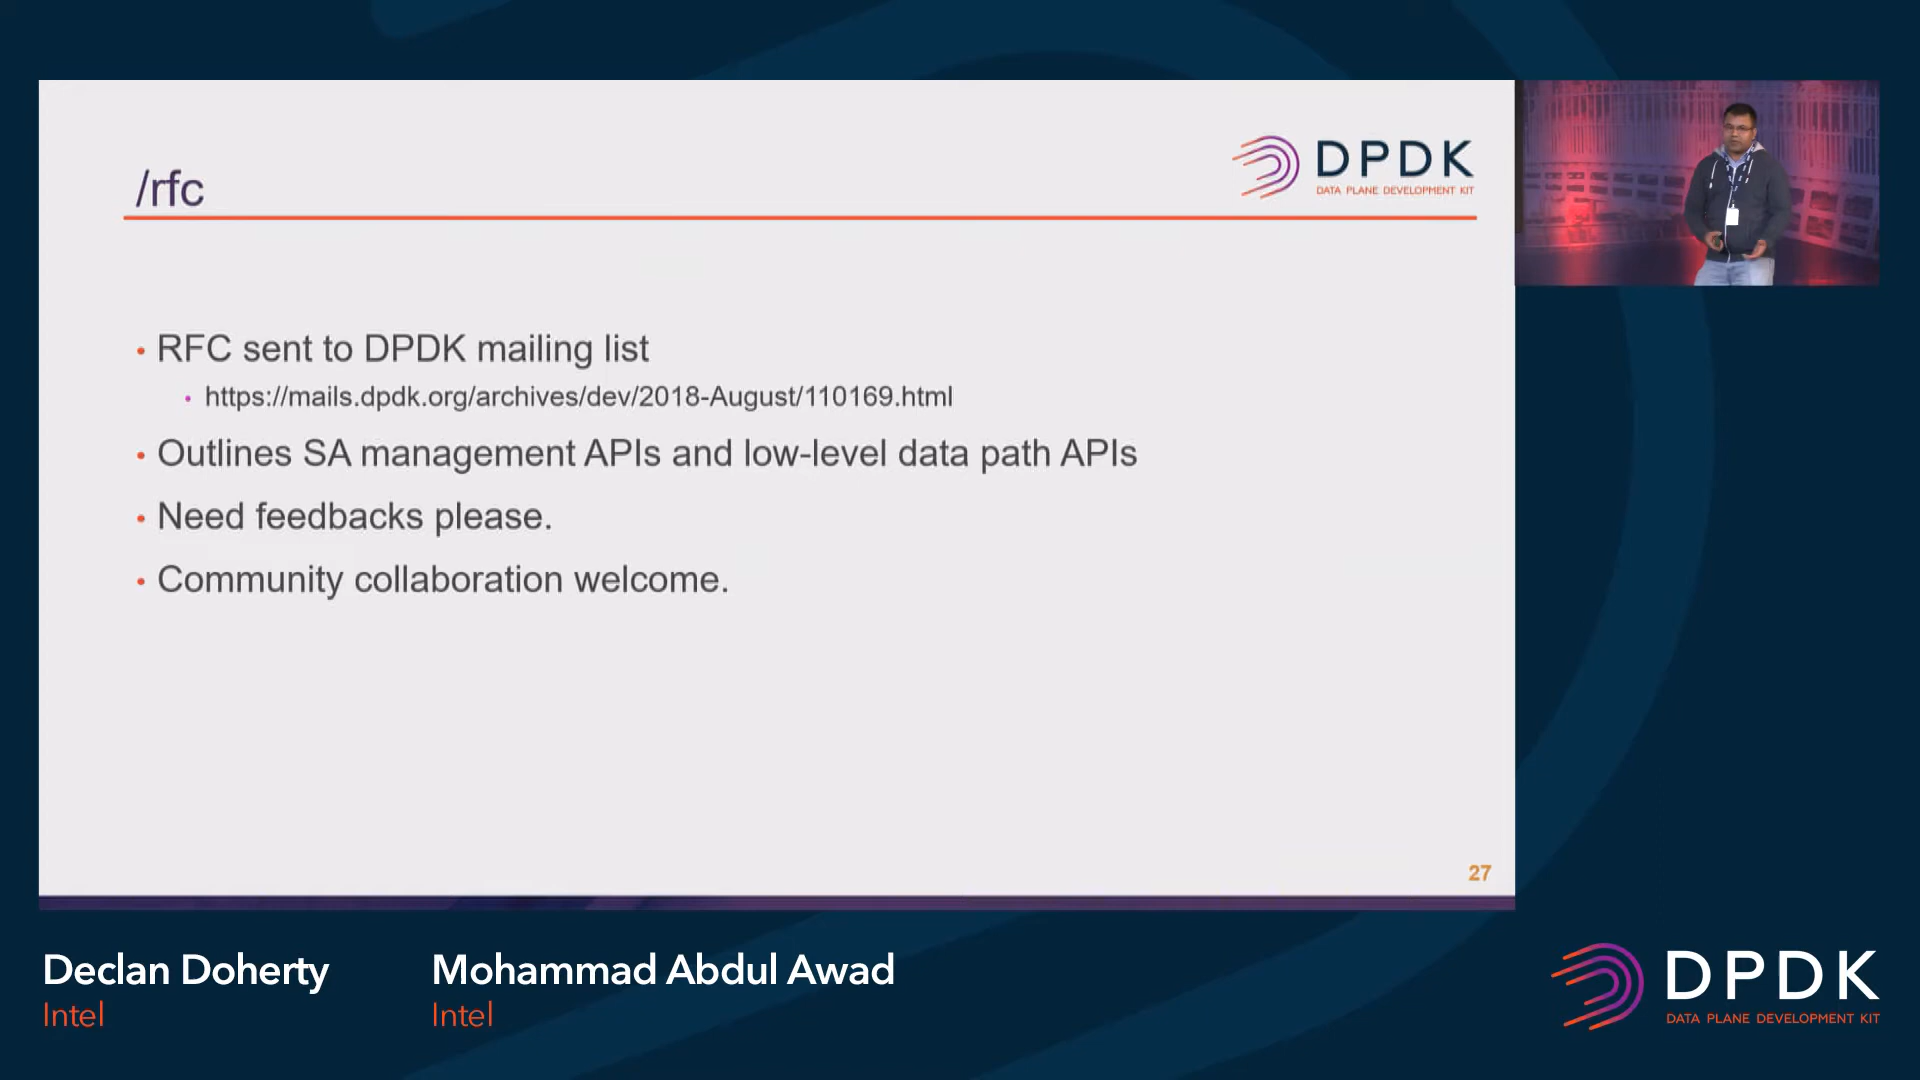 /rfc
DPDK
DATA PLANE DEVELOPMENT KIT
• RFC sent to DPDK mailing list
• https://mails.dpdk.org/archives/dev/2018-August/110169.html
• Outlines SA management APIs and low-level data path APIs
• Need feedbacks please.
• Community collaboration welcome.
27
Declan Doherty
Intel
Mohammad Abdul Awad
Intel
DPDK
DATA PLANE DEVELOPMENT KIT